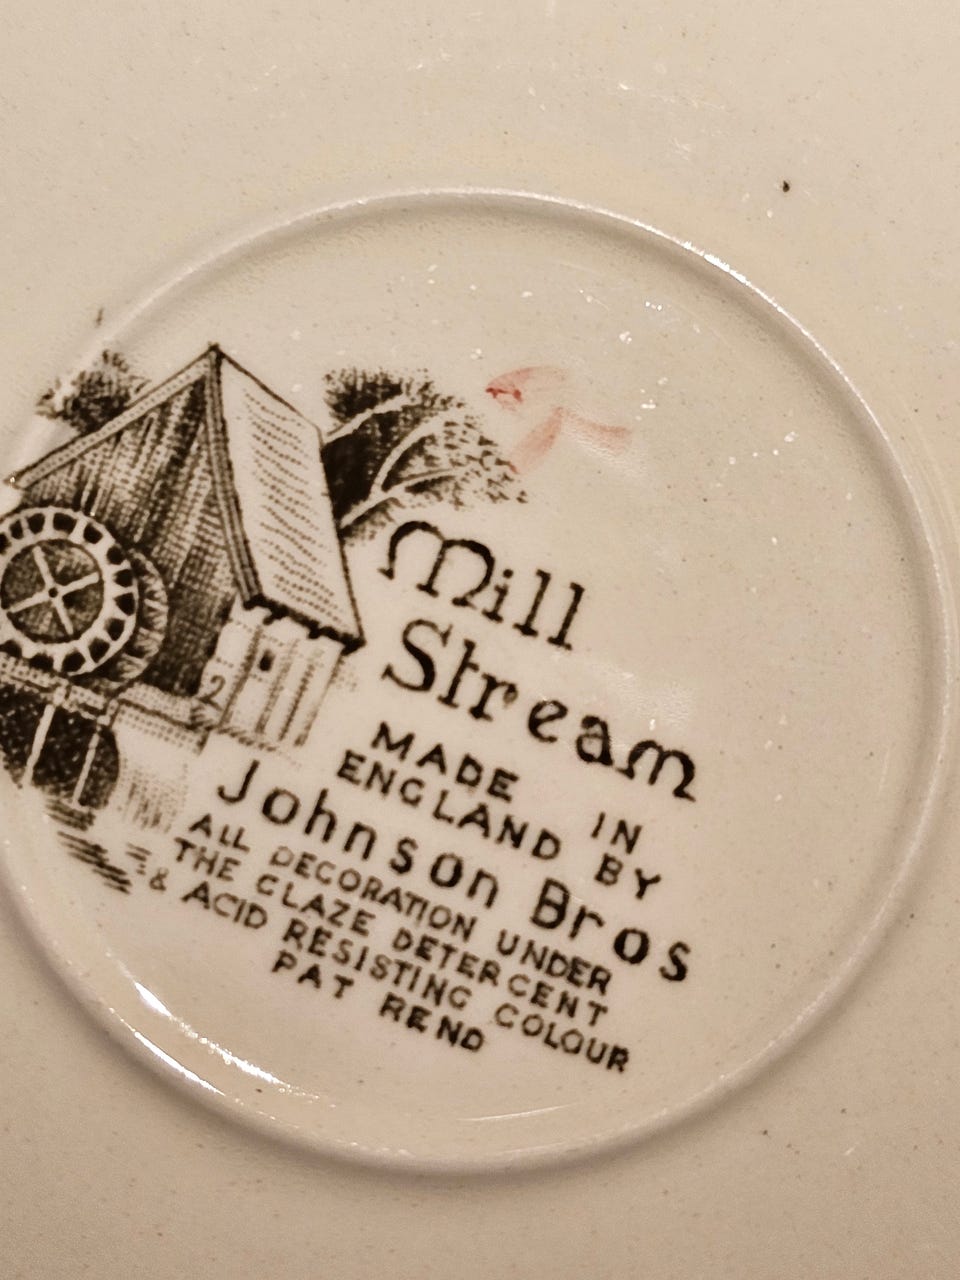 Mill
Stream
MADE IN
ENGLAND BY
Johnson Bros
ALL DECORATION UNDER
THE GLAZE DETERGENT
& ACID RESISTING COLOUR
PAT REND
2